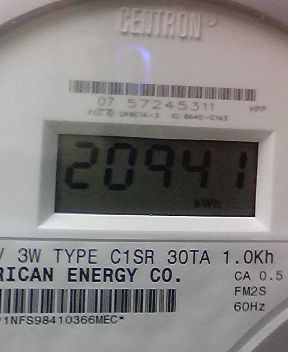 CENTRON®
07 57245311 HPP
20941
kWh
V 3W TYPE C1SR 30TA 1.0Kh
RICAN ENERGY CO.
CA 0.5
FM2S
60Hz
*1NFS98410366MEC*